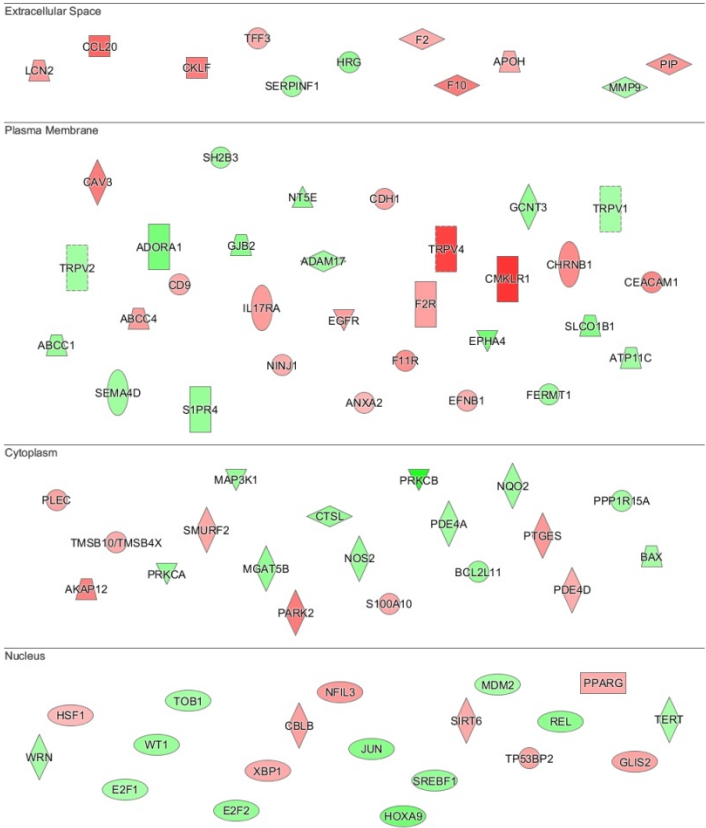 Extracellular Space
CCL20
TFF3
F2
LCN2
CKLF
HRG
APOH
PIP
SERPINF1
F10
MMP9
Plasma Membrane
SH2B3
CAV3
NT5E
CDH1
GCNT3
TRPV1
ADORA1
GJB2
TRPV4
TRPV2
ADAM17
CHRNB1
CD9
CMKLR1
CEACAM1
IL17RA
F2R
ABCC4
EGFR
SLCO1B1
ABCC1
EPHA4
ATP11C
NINJ1
F11R
SEMA4D
S1PR4
ANXA2
EFNB1
FERMT1
Cytoplasm
MAP3K1
PRKCB
NQO2
PLEC
PPP1R15A
CTSL
PDE4A
SMURF2
PTGES
TMSB10/TMSB4X
NOS2
BAX
PRKCA
MGAT5B
BCL2L11
AKAP12
PDE4D
S100A10
PARK2
Nucleus
MDM2
PPARG
NFIL3
TOB1
HSF1
CBLB
SIRT6
REL
TERT
WT1
JUN
WRN
TP53BP2
GLIS2
XBP1
SREBF1
E2F1
E2F2
HOXA9